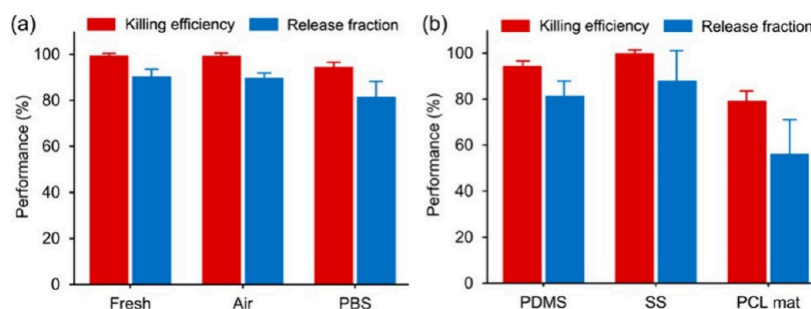 (a)
Killing efficiency
Release fraction
Performance (%)
100
80
60
40
20
0
Fresh
Air
PBS
(b)
Killing efficiency
Release fraction
Performance (%)
100
80
60
40
20
0
PDMS
SS
PCL mat